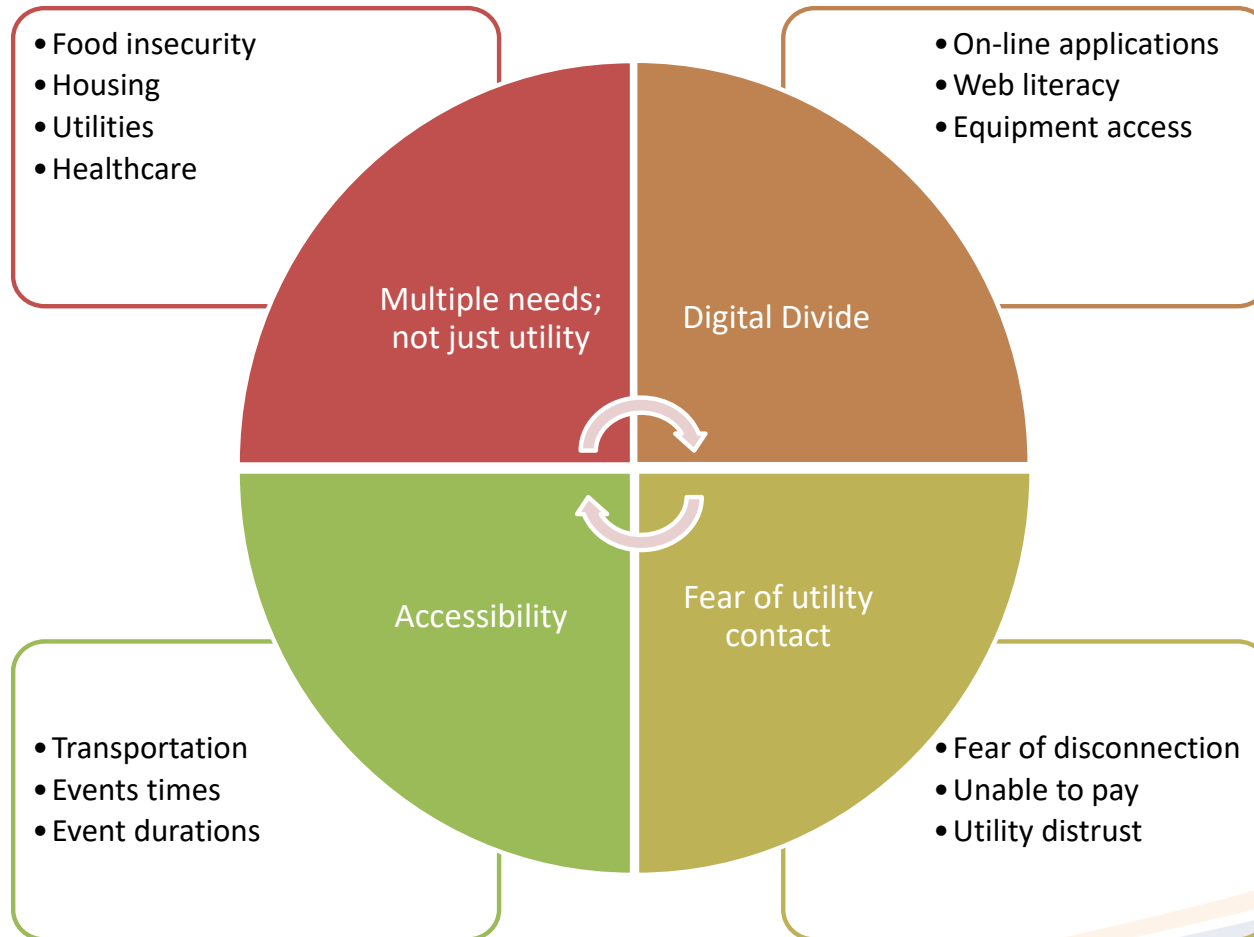 • Food insecurity
• Housing
• Utilities
• Healthcare
• On-line applications
• Web literacy
• Equipment access
Multiple needs;
not just utility
Digital Divide
Accessibility
Fear of utility
contact
• Transportation
• Events times
• Event durations
• Fear of disconnection
• Unable to pay
• Utility distrust